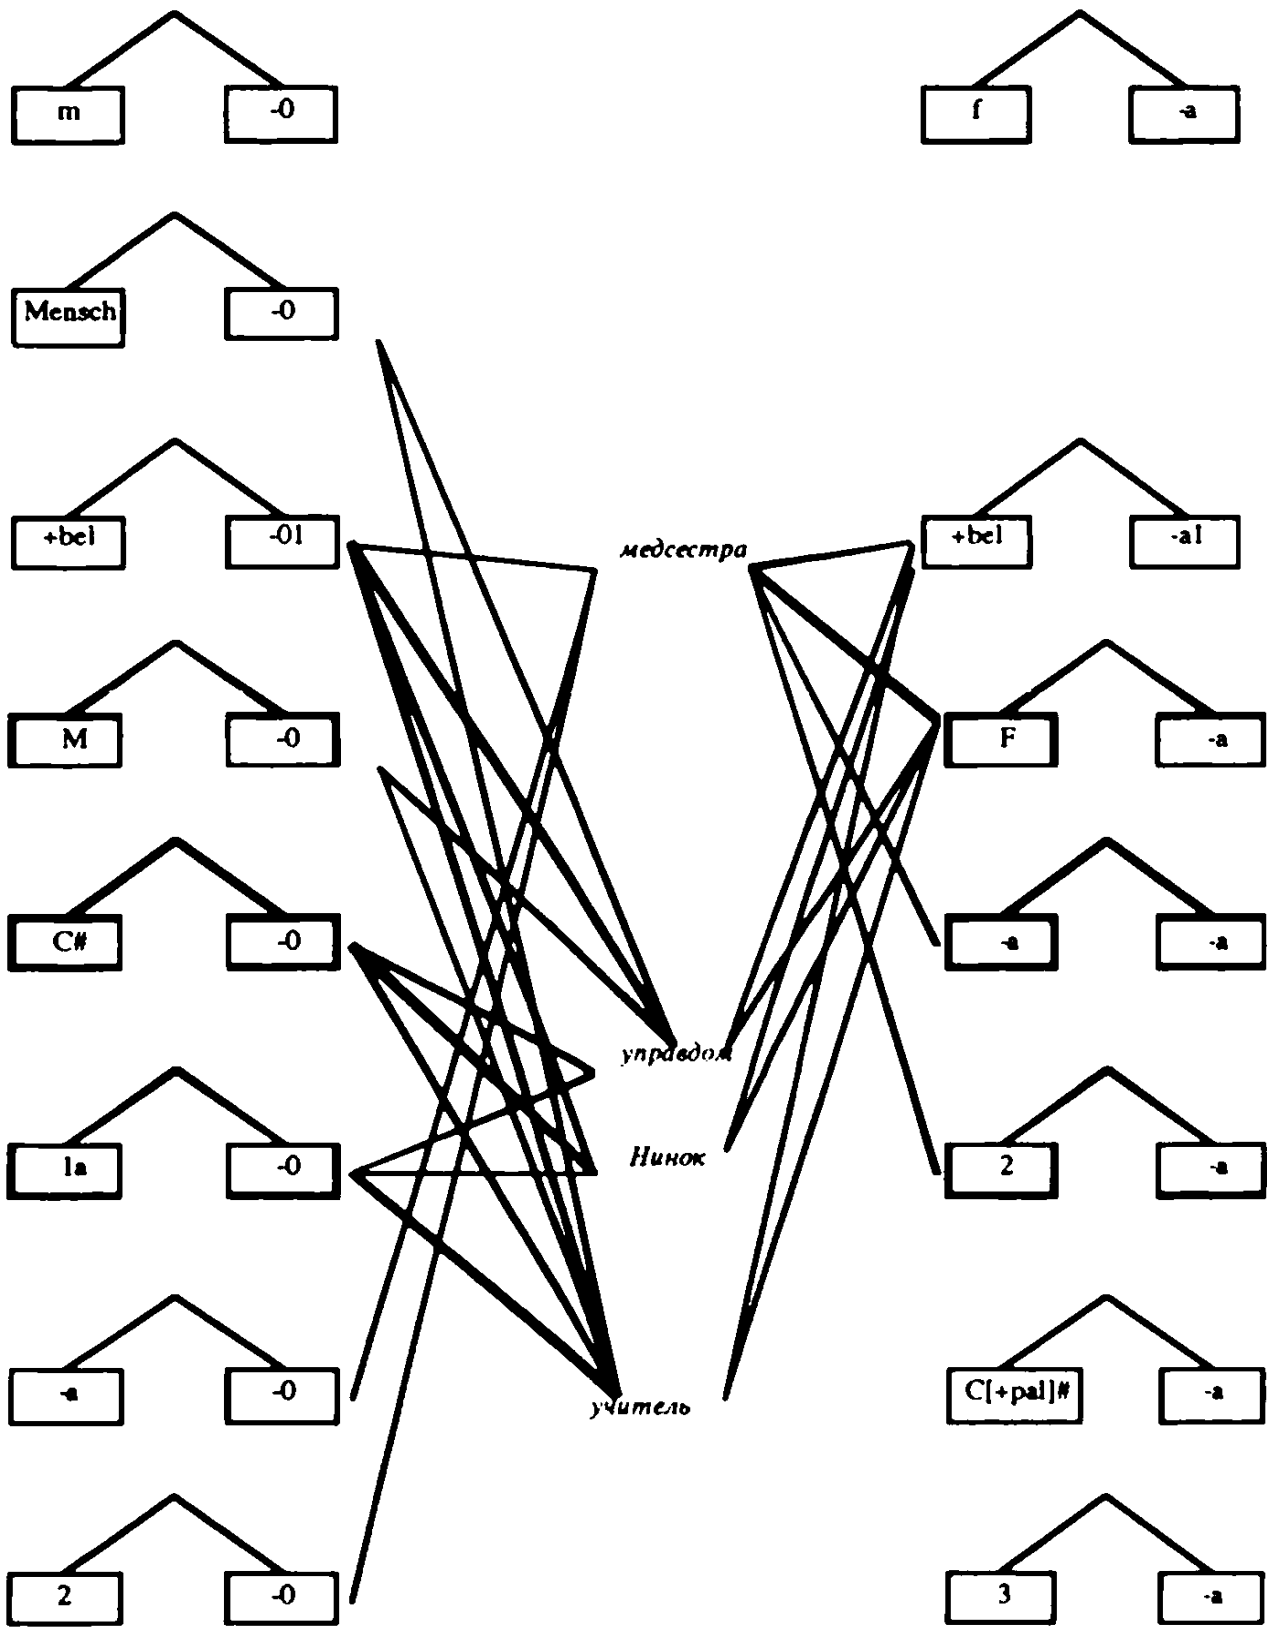 m -0 f -a
Mensch -0
+bel -01 медсестра +bel -a1
M -0 F -a
C# -0 -a -a
управдом
1a -0 Нинок 2 -a
-a -0 учитель C[+pal]# -a
2 -0 3 -a